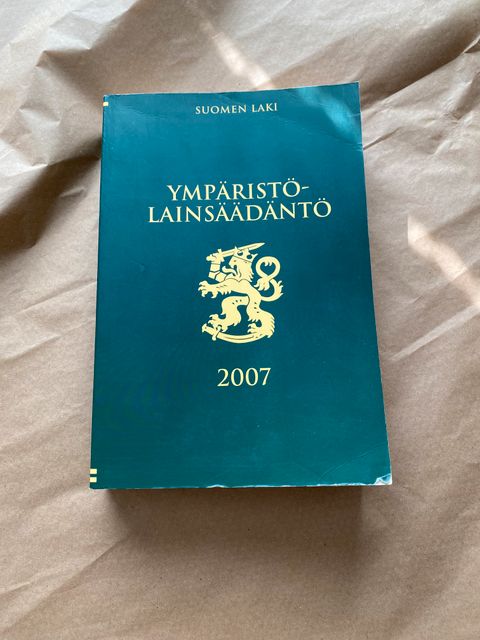 SUOMEN LAKI
YMPÄRISTÖ-
LAINSÄÄDÄNTÖ
2007